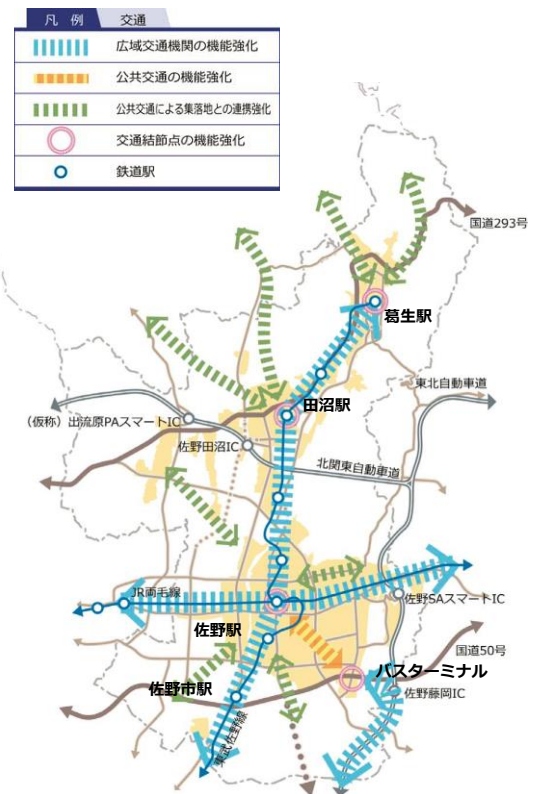 凡 例 交通
広域交通機関の機能強化
公共交通の機能強化
公共交通による集落地との連携強化
交通結節点の機能強化
鉄道駅
国道293号
葛生駅
東北自動車道
田沼駅
(仮称)出流原PAスマートIC
佐野田沼IC
北関東自動車道
JR両毛線
佐野SAスマートIC
佐野駅
国道50号
バスターミナル
佐野市駅
佐野藤岡IC
東武佐野線